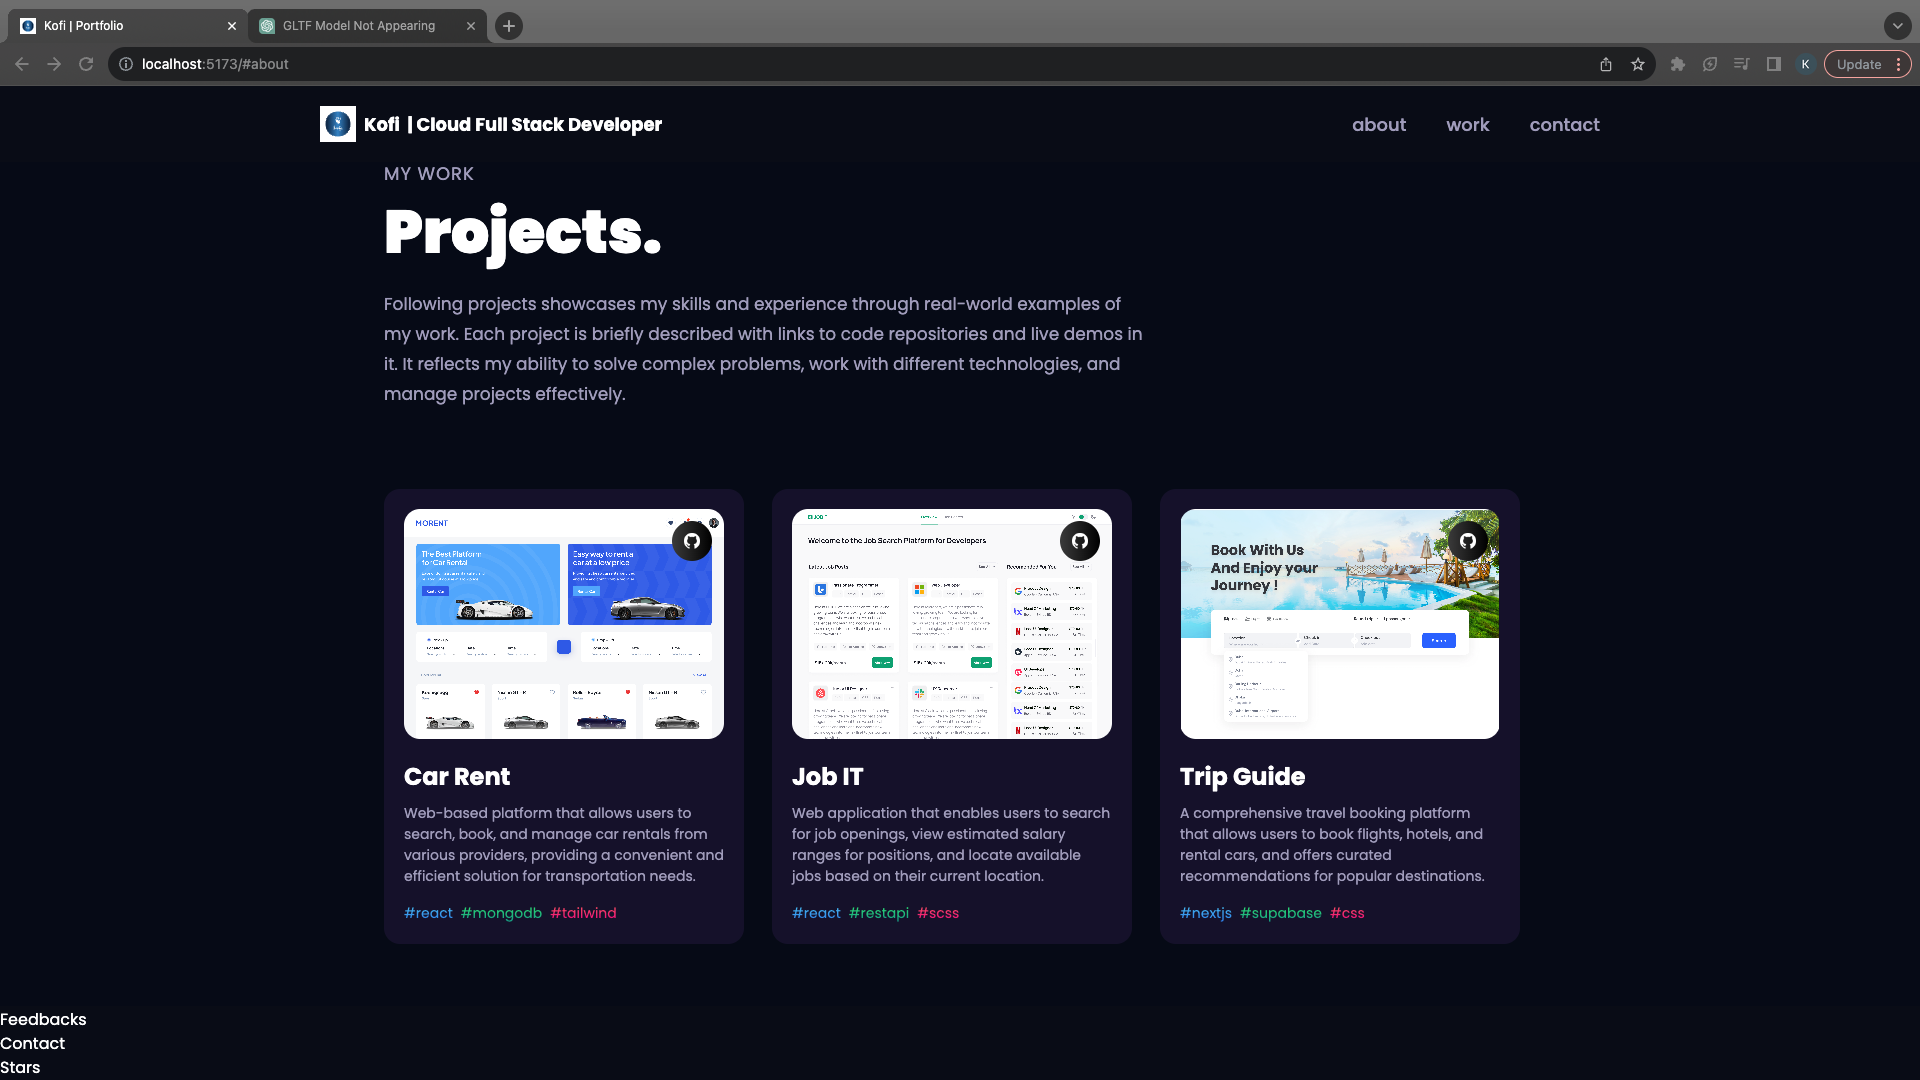 Kofi | Portfolio
GLTF Model Not Appearing
localhost:5173/#about
K
Update
Kofi | Cloud Full Stack Developer
about
work
contact
MY WORK
Projects.
Following projects showcases my skills and experience through real-world examples of
my work. Each project is briefly described with links to code repositories and live demos in
it. It reflects my ability to solve complex problems, work with different technologies, and
manage projects effectively.
MORENT
The Best Platform
for Car Rental
Easy way to rent a
car at a low price
Welcome to the Job Search Platform for Developers
Latest Job Posts
Recomended For You
Book With Us
And Enjoy your
Journey !
Car Rent
Web-based platform that allows users to
search, book, and manage car rentals from
various providers, providing a convenient and
efficient solution for transportation needs.
#react #mongodb #tailwind
Job IT
Web application that enables users to search
for job openings, view estimated salary
ranges for positions, and locate available
jobs based on their current location.
#react #restapi #scss
Trip Guide
A comprehensive travel booking platform
that allows users to book flights, hotels, and
rental cars, and offers curated
recommendations for popular destinations.
#nextjs #supabase #css
Feedbacks
Contact
Stars